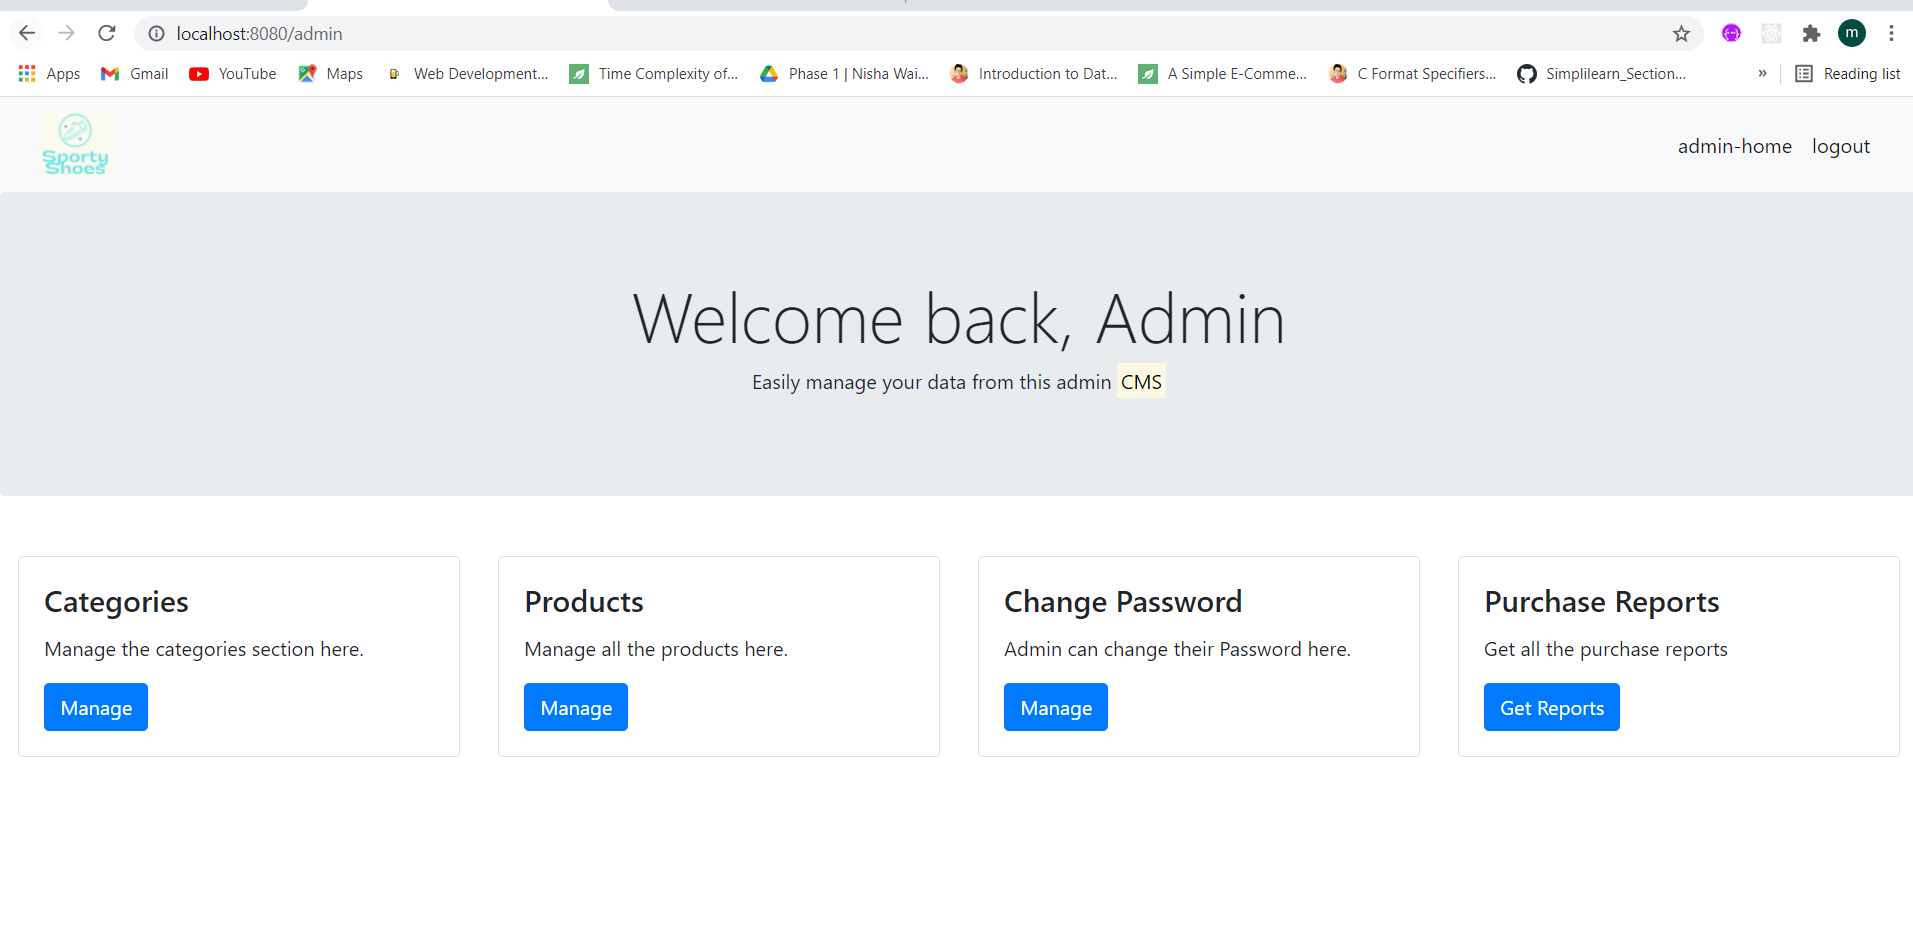 localhost:8080/admin
m
Apps Gmail YouTube Maps Web Development... Time Complexity of... Phase 1 | Nisha Wai... Introduction to Dat... A Simple E-Comme... C Format Specifiers... Simplilearn_Section... » Reading list
Sporty
Shoes
admin-home logout
Welcome back, Admin
Easily manage your data from this admin CMS
Categories
Manage the categories section here.
Manage
Products
Manage all the products here.
Manage
Change Password
Admin can change their Password here.
Manage
Purchase Reports
Get all the purchase reports
Get Reports